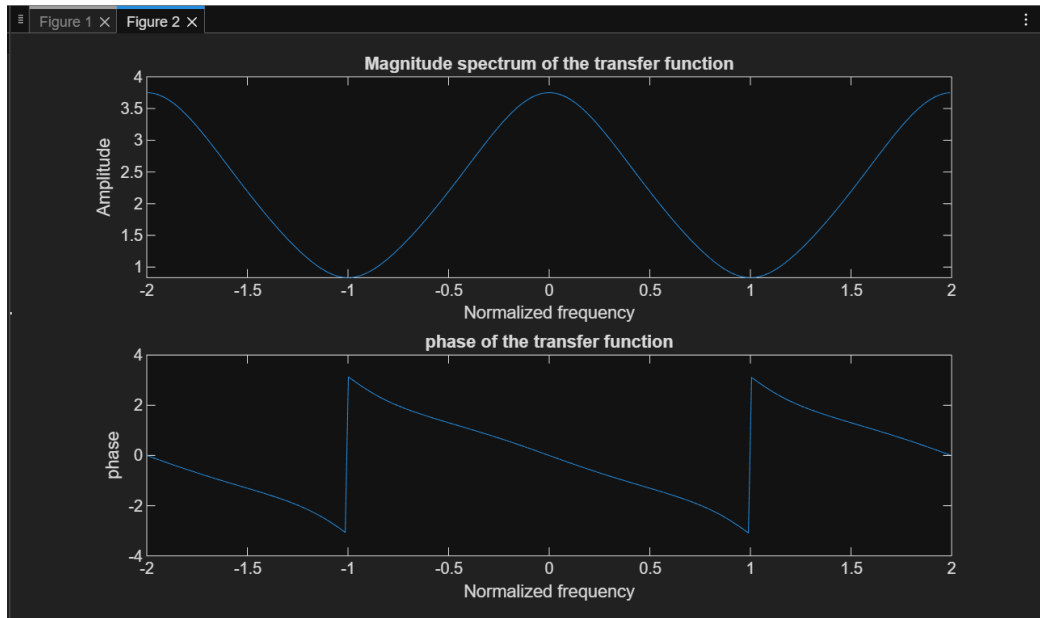 Figure 1 × Figure 2 ×
Magnitude spectrum of the transfer function
4
3.5
3
2.5
2
1.5
1
Amplitude
-2 -1.5 -1 -0.5 0 0.5 1 1.5 2
Normalized frequency
phase of the transfer function
4
2
0
-2
-4
phase
-2 -1.5 -1 -0.5 0 0.5 1 1.5 2
Normalized frequency